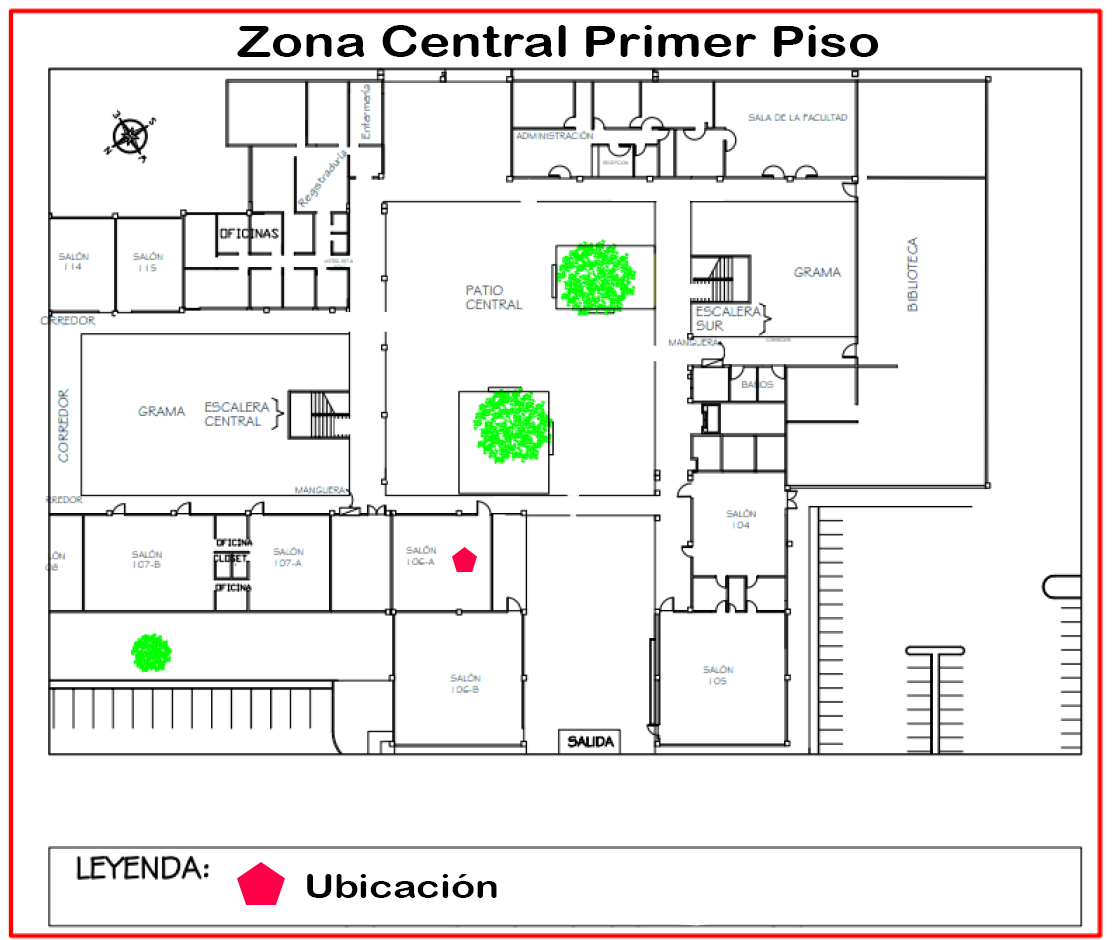 Zona Central Primer Piso
Enfermería
ADMINISTRACIÓN
SALA DE LA FACULTAD
RECEPCIÓN
Registraduría
OFICINAS
SALÓN
114
SALÓN
115
PATIO
CENTRAL
GRAMA
BIBLIOTECA
ESCALERA
SUR
ORREDOR
MANGUERA
CORREDOR
BAÑOS
CORREDOR
GRAMA
ESCALERA
CENTRAL
MANGUERA
RREDOR
SALÓN
104
LÓN
08
SALÓN
107-B
OFICINA
CLOSET
OFICINA
SALÓN
107-A
SALÓN
106-A
SALÓN
106-B
SALÓN
105
SALIDA
LEYENDA:
Ubicación